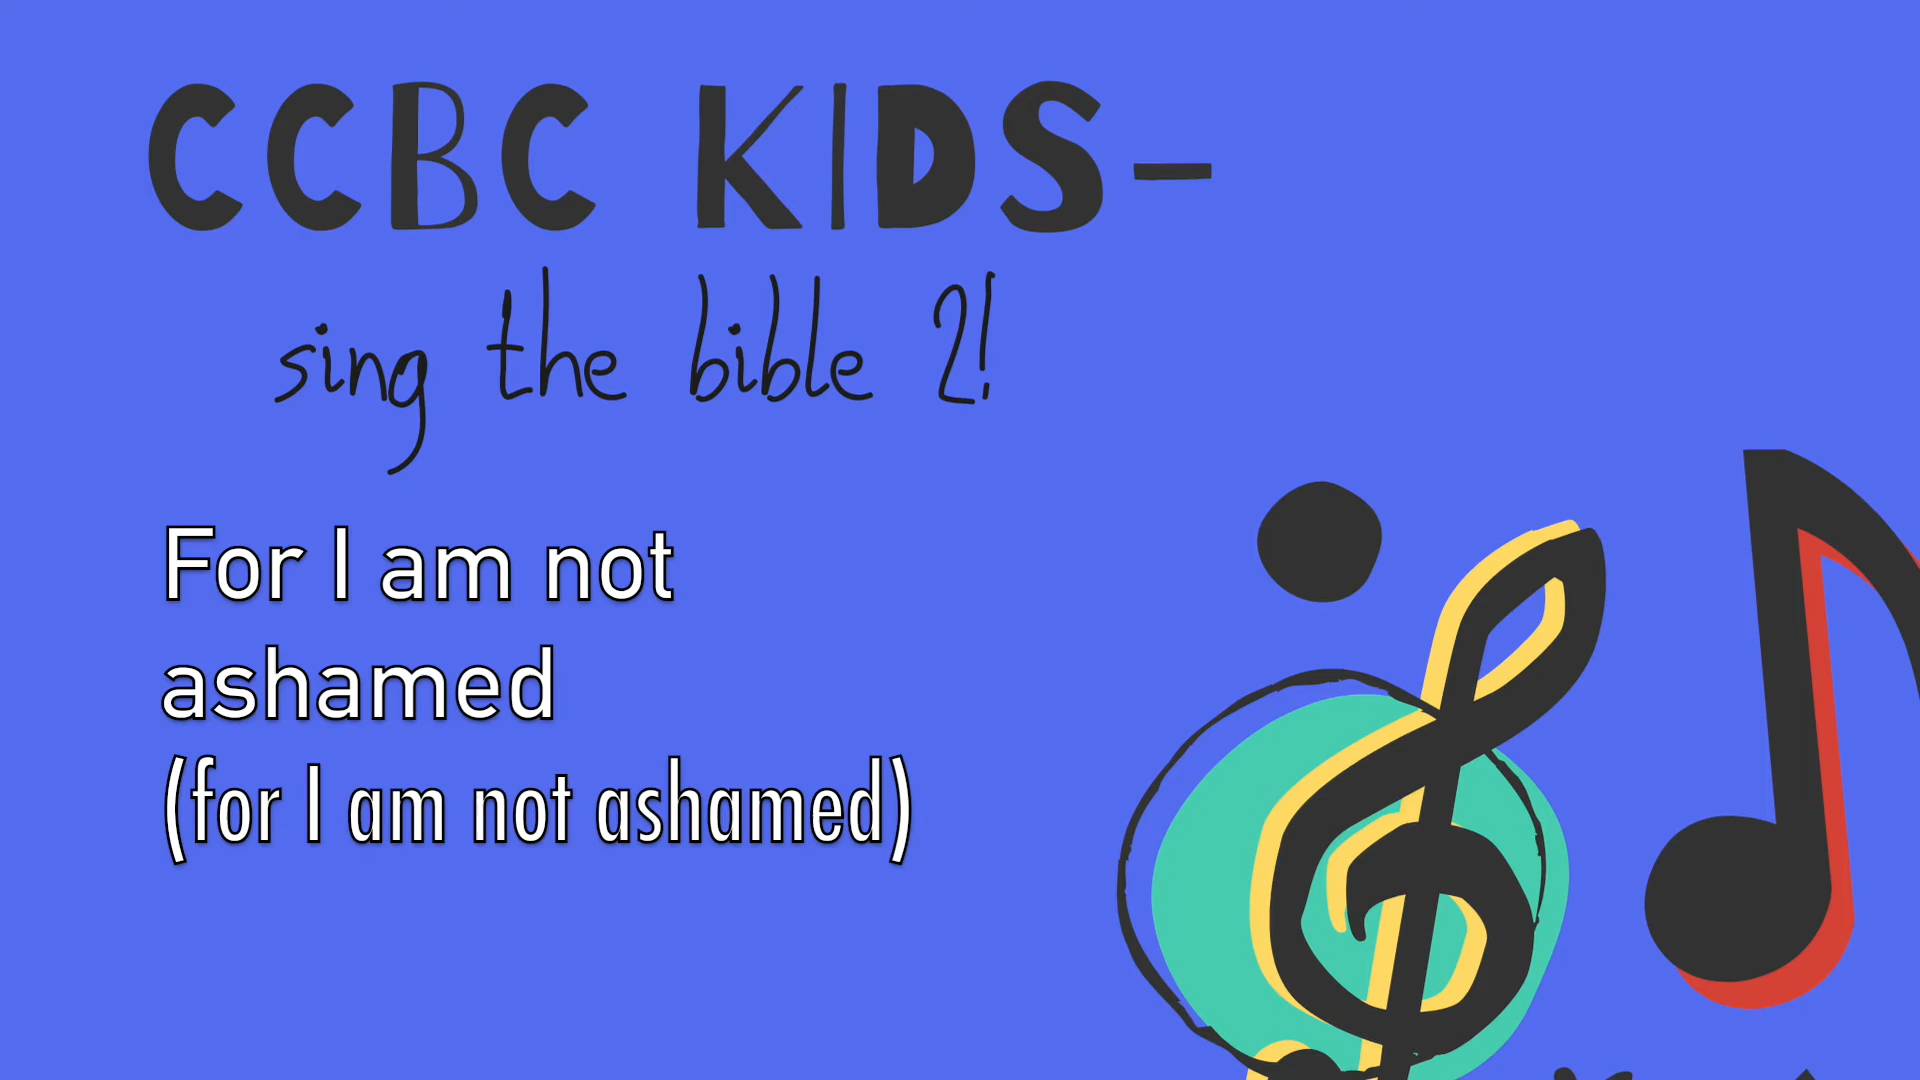 CCBC KIDS-
sing the bible 2!
For I am not
ashamed
(for I am not ashamed)